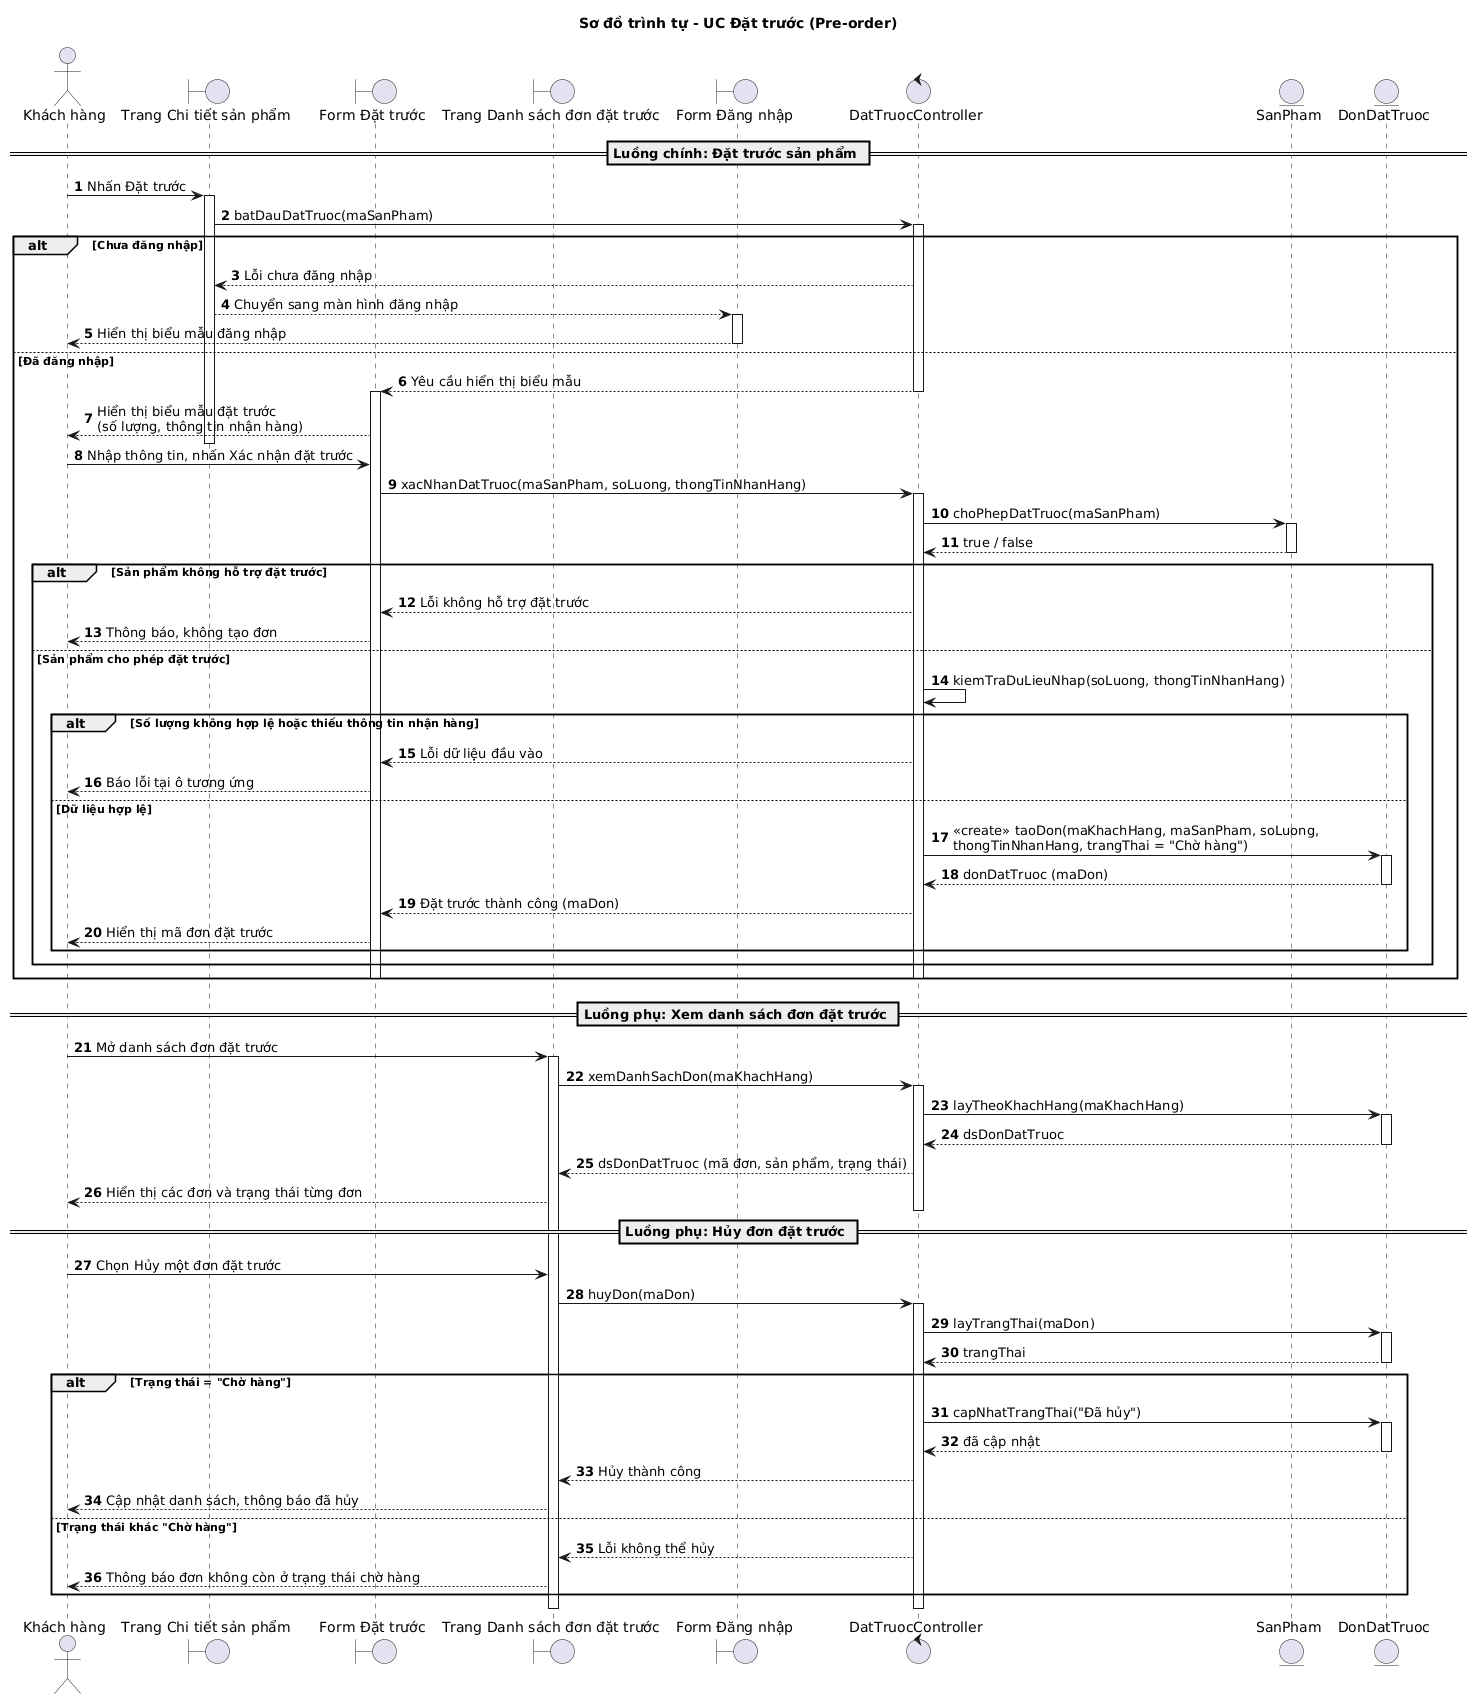 Sơ đồ trình tự - UC Đặt trước (Pre-order)
Khách hàng
Trang Chi tiết sản phẩm
Form Đặt trước
Trang Danh sách đơn đặt trước
Form Đăng nhập
DatTruocController
SanPham
DonDatTruoc
Luồng chính: Đặt trước sản phẩm
1 Nhấn Đặt trước
2 batDauDatTruoc(maSanPham)
alt [Chưa đăng nhập]
3 Lỗi chưa đăng nhập
4 Chuyển sang màn hình đăng nhập
5 Hiển thị biểu mẫu đăng nhập
[Đã đăng nhập]
6 Yêu cầu hiển thị biểu mẫu
7 Hiển thị biểu mẫu đặt trước
(số lượng, thông tin nhận hàng)
8 Nhập thông tin, nhấn Xác nhận đặt trước
9 xacNhanDatTruoc(maSanPham, soLuong, thongTinNhanHang)
10 choPhepDatTruoc(maSanPham)
11 true / false
alt [Sản phẩm không hỗ trợ đặt trước]
12 Lỗi không hỗ trợ đặt trước
13 Thông báo, không tạo đơn
[Sản phẩm cho phép đặt trước]
14 kiemTraDuLieuNhap(soLuong, thongTinNhanHang)
alt [Số lượng không hợp lệ hoặc thiếu thông tin nhận hàng]
15 Lỗi dữ liệu đầu vào
16 Báo lỗi tại ô tương ứng
[Dữ liệu hợp lệ]
17 «create» taoDon(maKhachHang, maSanPham, soLuong,
thongTinNhanHang, trangThai = "Chờ hàng")
18 donDatTruoc (maDon)
19 Đặt trước thành công (maDon)
20 Hiển thị mã đơn đặt trước
Luồng phụ: Xem danh sách đơn đặt trước
21 Mở danh sách đơn đặt trước
22 xemDanhSachDon(maKhachHang)
23 layTheoKhachHang(maKhachHang)
24 dsDonDatTruoc
25 dsDonDatTruoc (mã đơn, sản phẩm, trạng thái)
26 Hiển thị các đơn và trạng thái từng đơn
Luồng phụ: Hủy đơn đặt trước
27 Chọn Hủy một đơn đặt trước
28 huyDon(maDon)
29 layTrangThai(maDon)
30 trangThai
alt [Trạng thái = "Chờ hàng"]
31 capNhatTrangThai("Đã hủy")
32 đã cập nhật
33 Hủy thành công
34 Cập nhật danh sách, thông báo đã hủy
[Trạng thái khác "Chờ hàng"]
35 Lỗi không thể hủy
36 Thông báo đơn không còn ở trạng thái chờ hàng
Khách hàng
Trang Chi tiết sản phẩm
Form Đặt trước
Trang Danh sách đơn đặt trước
Form Đăng nhập
DatTruocController
SanPham
DonDatTruoc